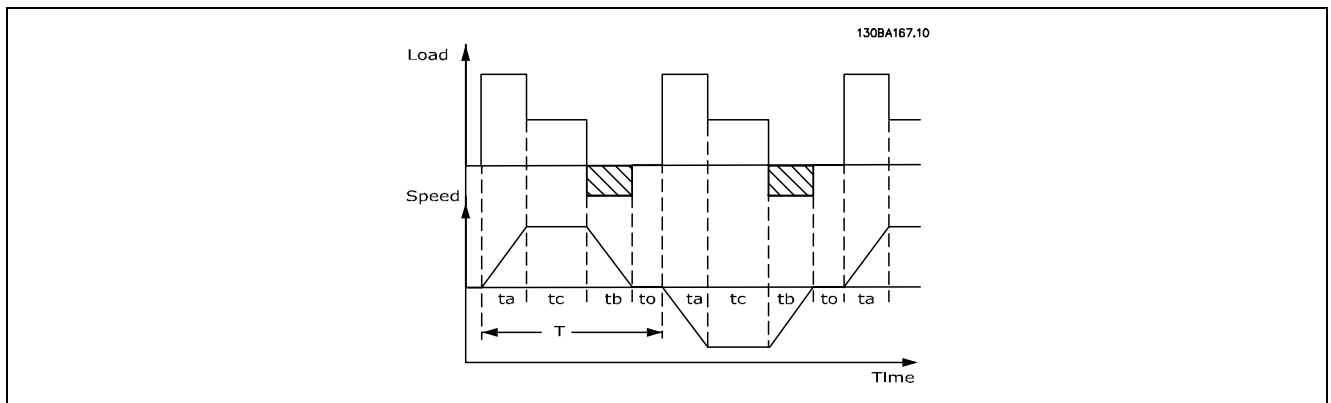 130BA167.10
Load
Speed
ta tc tb to ta tc tb to ta
T
TIme